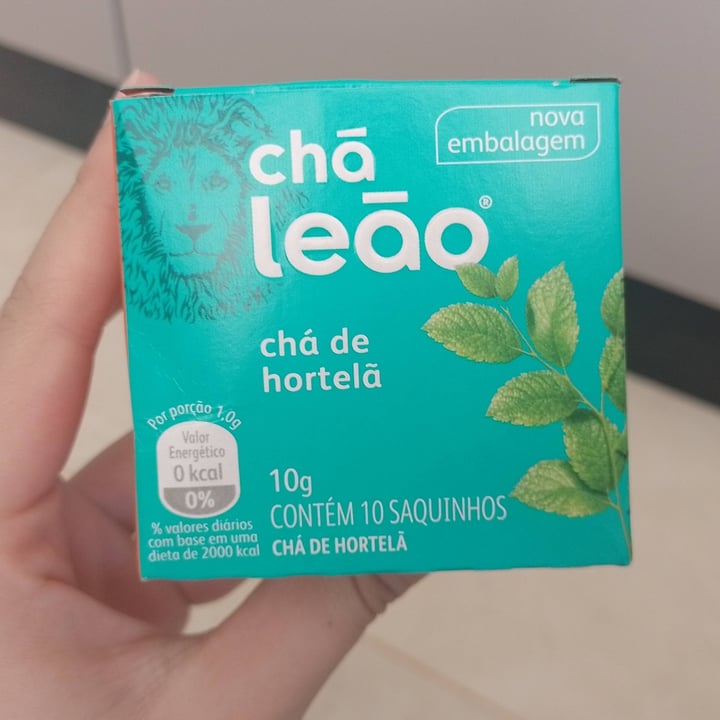 chá
leão®
nova
embalagem
chá de
hortelã
Por porção 1,0g
Valor
Energético
0 kcal
0%
% valores diários
com base em uma
dieta de 2000 kcal
10g
CONTÉM 10 SAQUINHOS
CHÁ DE HORTELÃ